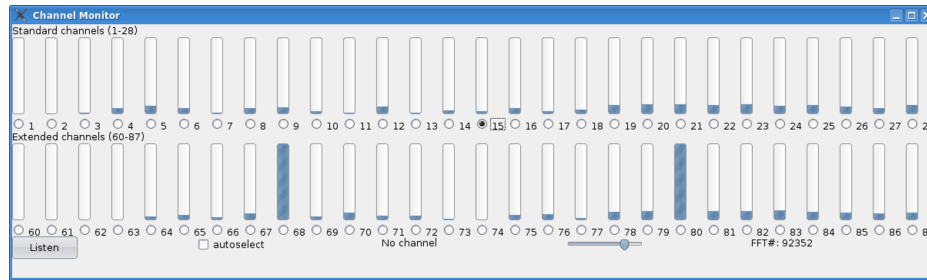 Channel Monitor
Standard channels (1-28)
1 2 3 4 5 6 7 8 9 10 11 12 13 14 15 16 17 18 19 20 21 22 23 24 25 26 27
Extended channels (60-87)
60 61 62 63 64 65 66 67 68 69 70 71 72 73 74 75 76 77 78 79 80 81 82 83 84 85 86
Listen autoselect No channel FFT#: 92352